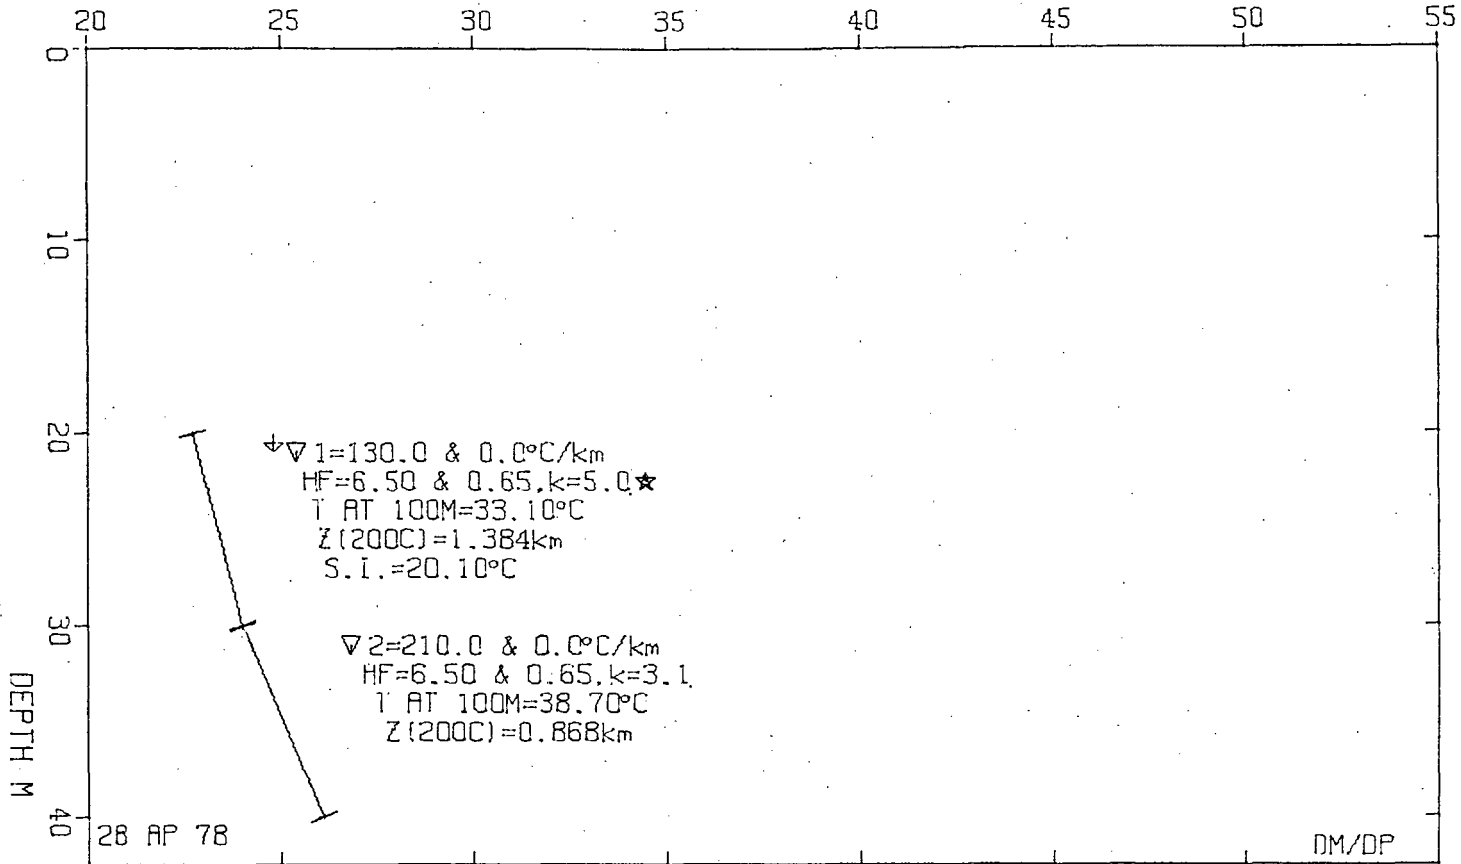 20 25 30 35 40 45 50 55
0
10
20
▽1=130.0 & 0.0°C/km
HF=6.50 & 0.65,k=5.0★
T AT 100M=33.10°C
Z(200C)=1.384km
S.I.=20.10°C
30
▽2=210.0 & 0.0°C/km
HF=6.50 & 0.65,k=3.1
T AT 100M=38.70°C
Z(200C)=0.868km
DEPTH M
40
28 AP 78
DM/DP